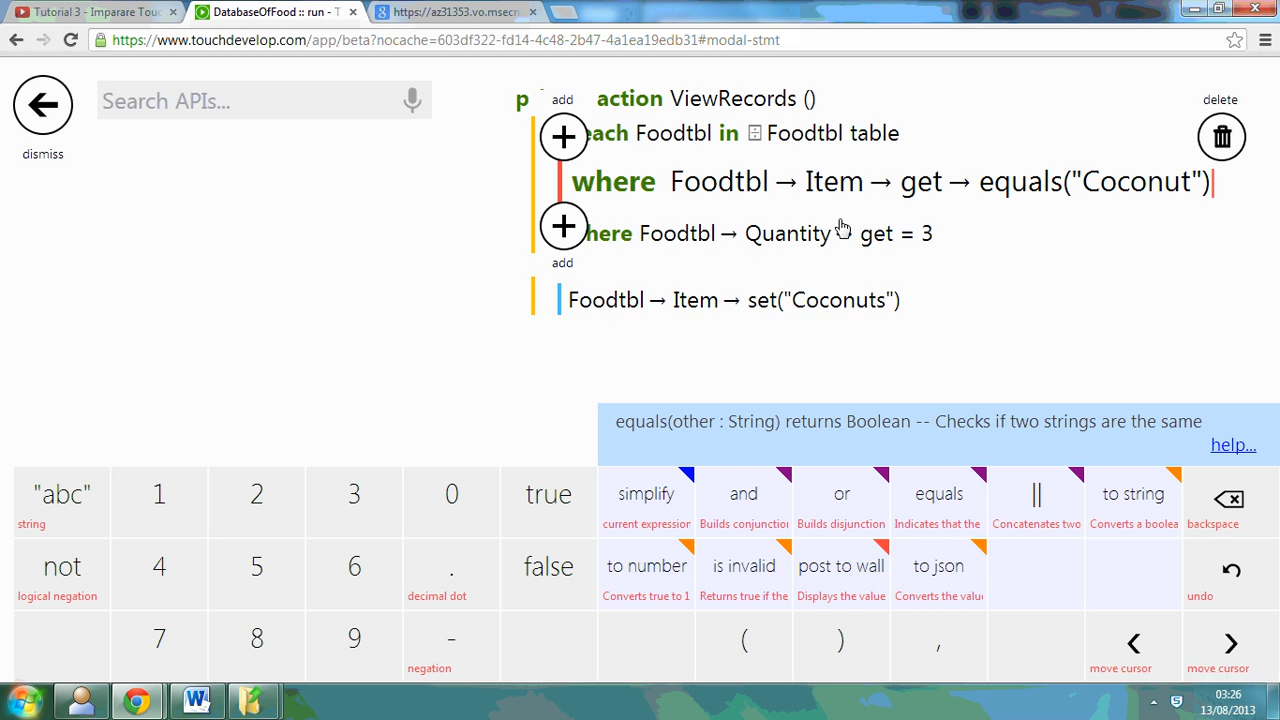 Tutorial 3 - Imparare Touc
DatabaseOfFood :: run - T
https://az31353.vo.msecn
https://www.touchdevelop.com/app/beta?nocache=603df322-fd14-4c48-2b47-4a1ea19edb31#modal-stmt
Search APIs...
dismiss
add
delete
p action ViewRecords ()
each Foodtbl in Foodtbl table
where Foodtbl → Item → get → equals("Coconut")
here Foodtbl → Quantity get = 3
add
Foodtbl → Item → set("Coconuts")
equals(other : String) returns Boolean -- Checks if two strings are the same
help...
"abc" 1 2 3 0 true simplify and or equals || to string
string current expression Builds conjunctio Builds disjunction Indicates that the Concatenates two Converts a boolea backspace
not 4 5 6 . false to number is invalid post to wall to json
logical negation decimal dot Converts true to 1 Returns true if the Displays the value Converts the valu undo
7 8 9 - ( ) ,
negation move cursor move cursor
03:26
13/08/2013